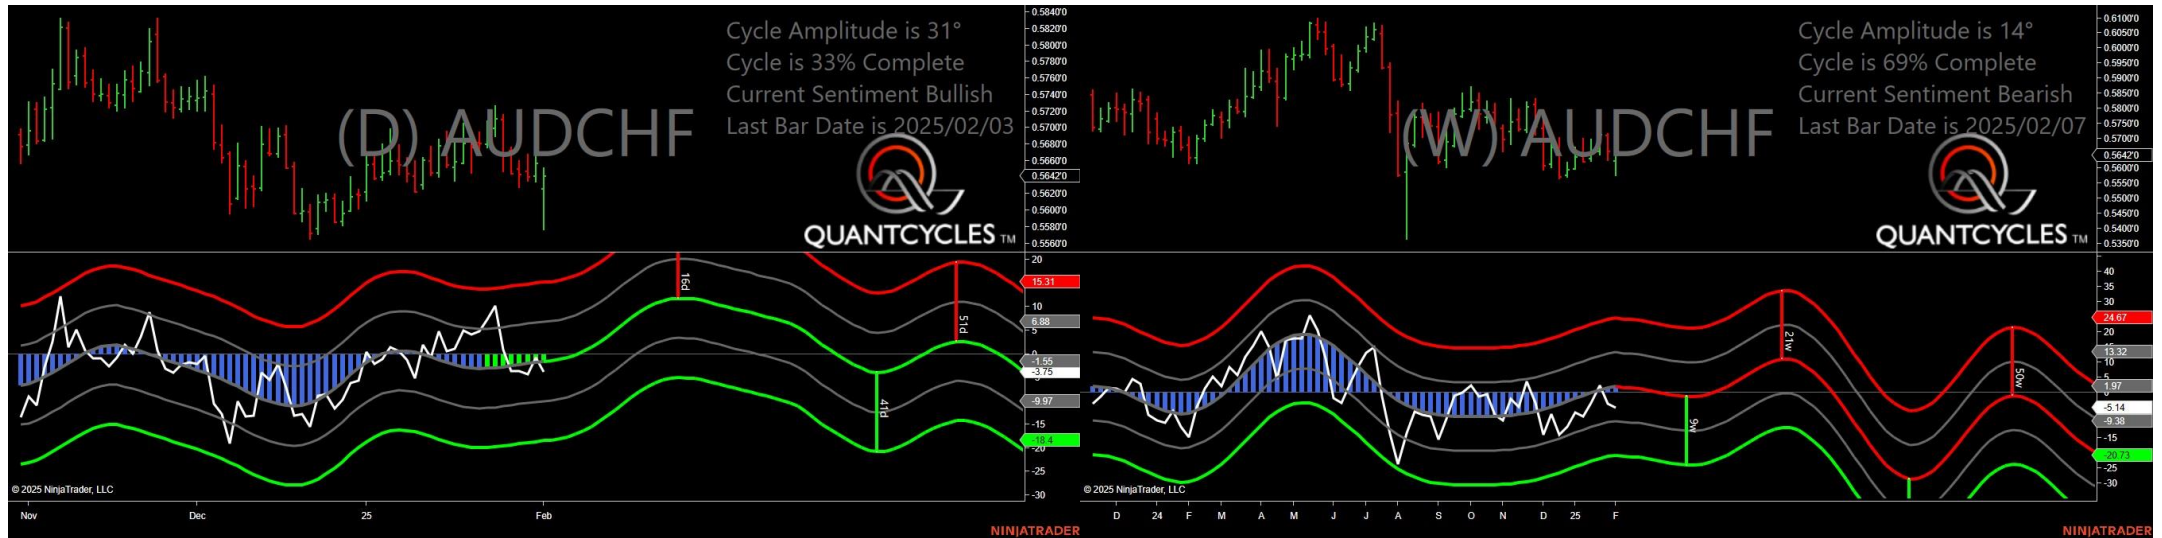 Cycle Amplitude is 31°
Cycle is 33% Complete
Current Sentiment Bullish
Last Bar Date is 2025/02/03
(D) AUDCHF
QUANTCYCLES TM
0.5840'0
0.5820'0
0.5800'0
0.5780'0
0.5760'0
0.5740'0
0.5720'0
0.5700'0
0.5680'0
0.5660'0
0.5642'0
0.5620'0
0.5600'0
0.5580'0
0.5560'0
16d
41d
51d
20
15.31
10
6.88
5
0
-1.55
-3.75
-9.97
-15
-18.4
-20
-25
-30
© 2025 NinjaTrader, LLC
Nov Dec 25 Feb
NINJATRADER
Cycle Amplitude is 14°
Cycle is 69% Complete
Current Sentiment Bearish
Last Bar Date is 2025/02/07
(W) AUDCHF
QUANTCYCLES TM
0.6100'0
0.6050'0
0.6000'0
0.5950'0
0.5900'0
0.5850'0
0.5800'0
0.5750'0
0.5700'0
0.5642'0
0.5600'0
0.5550'0
0.5500'0
0.5450'0
0.5400'0
0.5350'0
9w
21w
50w
40
35
30
24.67
20
15
13.32
5
1.97
0
-5.14
-9.38
-15
-20.73
-25
-30
© 2025 NinjaTrader, LLC
D 24 F M A M J J A S O N D 25 F
NINJATRADER